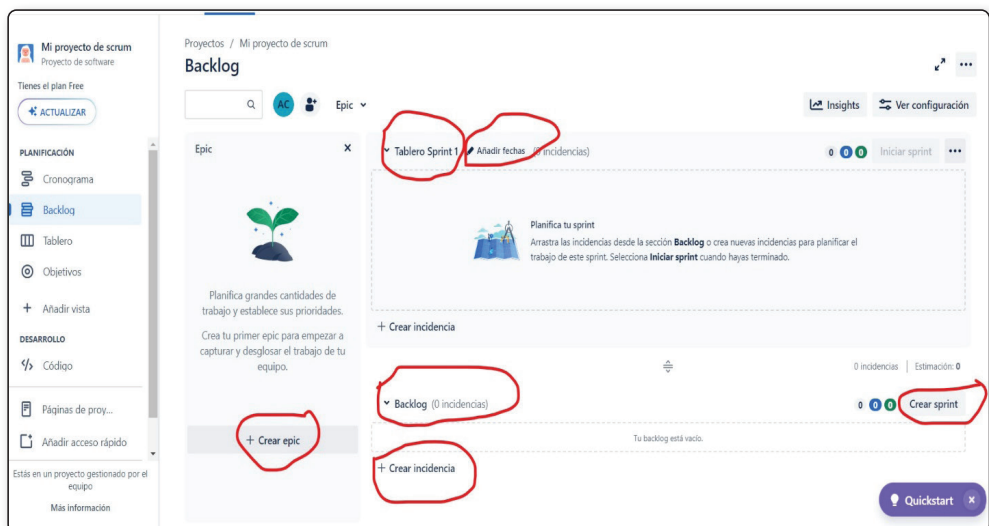 Mi proyecto de scrum
Proyecto de software
Tienes el plan Free
ACTUALIZAR
PLANIFICACIÓN
Cronograma
Backlog
Tablero
Objetivos
+ Añadir vista
DESARROLLO
Código
Páginas de proy...
Añadir acceso rápido
Estás en un proyecto gestionado por el
equipo
Más información
Proyectos / Mi proyecto de scrum
Backlog
AC
Epic
Insights
Ver configuración
Epic
Planifica grandes cantidades de
trabajo y establece sus prioridades.
Crea tu primer epic para empezar a
capturar y desglosar el trabajo de tu
equipo.
+ Crear epic
Tablero Sprint 1 Añadir fechas (0 incidencias)
0 0 0 Iniciar sprint
Planifica tu sprint
Arrastra las incidencias desde la sección Backlog o crea nuevas incidencias para planificar el
trabajo de este sprint. Selecciona Iniciar sprint cuando hayas terminado.
+ Crear incidencia
0 incidencias | Estimación: 0
Backlog (0 incidencias)
0 0 0 Crear sprint
Tu backlog está vacío.
+ Crear incidencia
Quickstart